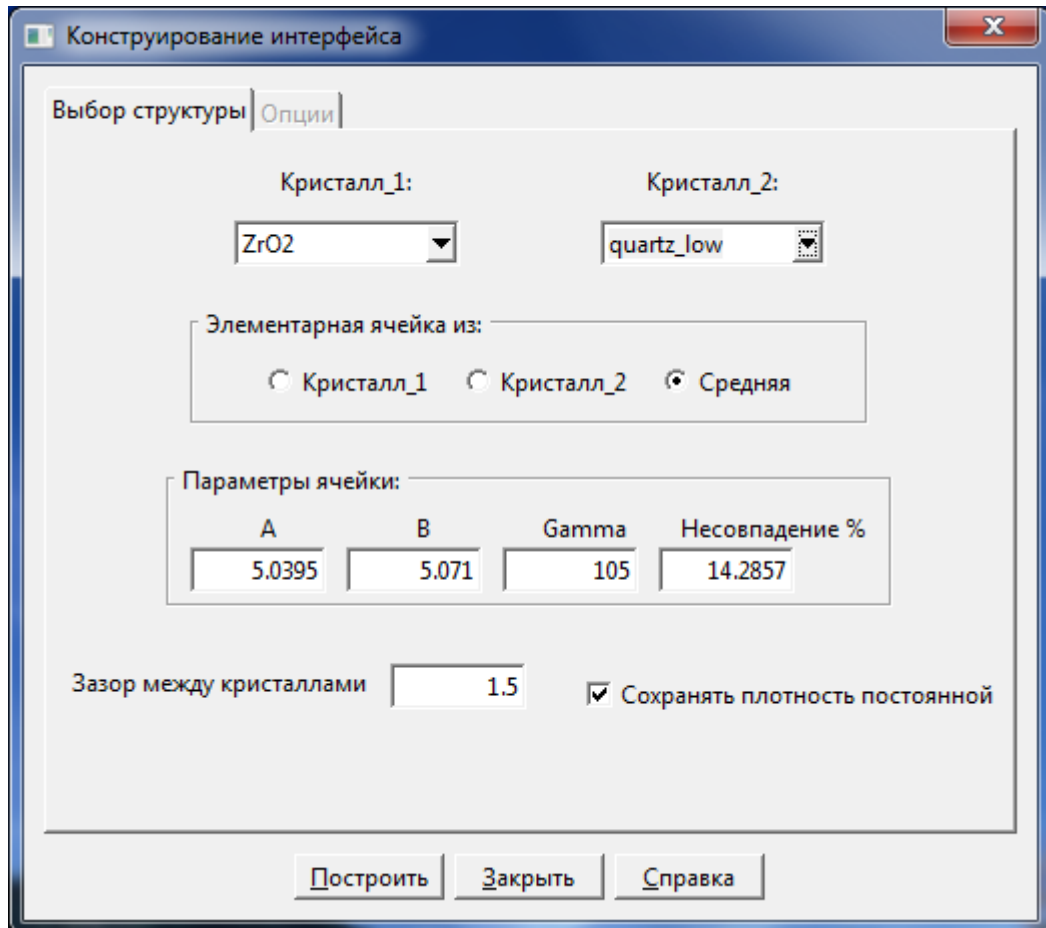 Конструирование интерфейса
Выбор структуры Опции
Кристалл_1: Кристалл_2:
ZrO2 quartz_low
Элементарная ячейка из:
Кристалл_1 Кристалл_2 Средняя
Параметры ячейки:
A B Gamma Несовпадение %
5.0395 5.071 105 14.2857
Зазор между кристаллами 1.5 Сохранять плотность постоянной
Построить Закрыть Справка